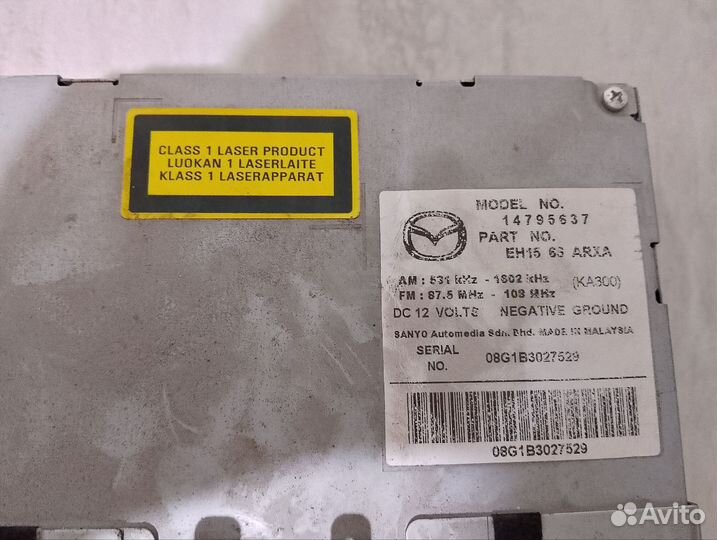 CLASS 1 LASER PRODUCT
LUOKAN 1 LASERLAITE
KLASS 1 LASERAPPARAT
MODEL NO.
14795637
PART NO.
EH15 66 ARXA
AM : 531 kHz - 1602 kHz (KA300)
FM : 87.5 MHz - 108 MHz
DC 12 VOLTS NEGATIVE GROUND
SANYO Automedia Sdn. Bhd. MADE IN MALAYSIA
SERIAL NO. 08G1B3027529
08G1B3027529
Avito